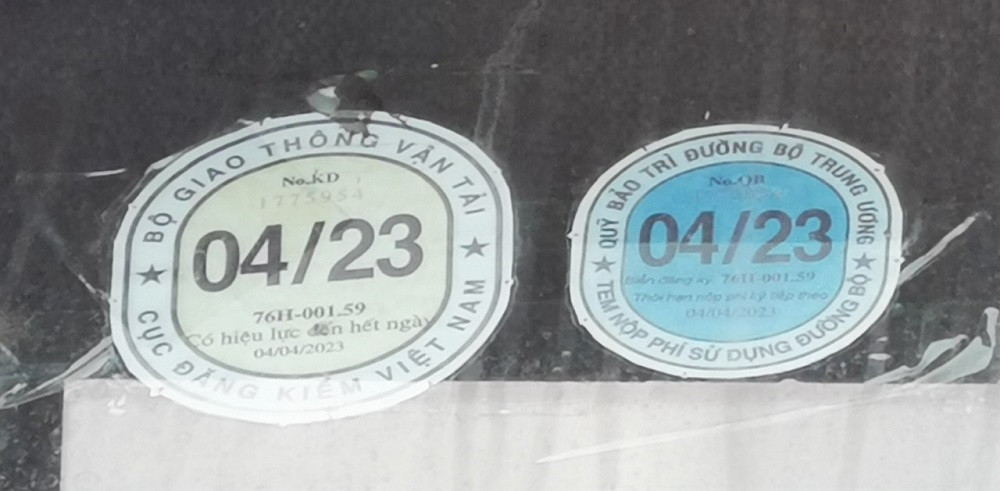 BỘ GIAO THÔNG VẬN TẢI
No.KD
1775954
04/23
76H-001.59
Có hiệu lực đến hết ngày
04/04/2023
★ CỤC ĐĂNG KIỂM VIỆT NAM ★
QUỸ BẢO TRÌ ĐƯỜNG BỘ TRUNG ƯƠNG
No.QB
04/23
Biển đăng ký: 76H-001.59
Thời hạn nộp phí kỳ tiếp theo
04/04/2023
★ TEM NỘP PHÍ SỬ DỤNG ĐƯỜNG BỘ ★